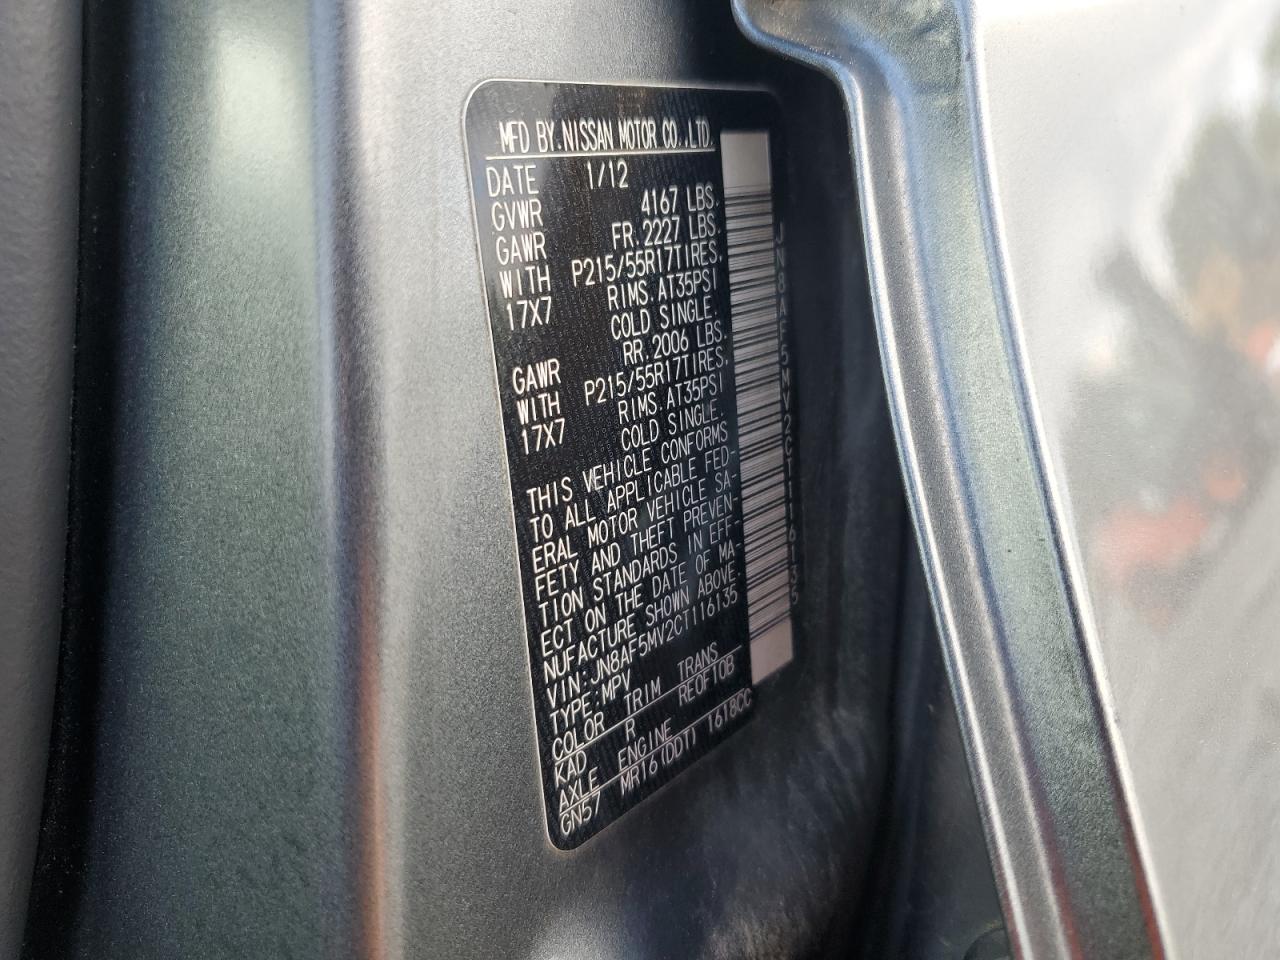 MFD BY.NISSAN MOTOR CO.,LTD.
DATE 1/12
GVWR 4167 LBS.
GAWR FR.2227 LBS.
WITH P215/55R17TIRES,
17X7 RIMS.AT35PSI
COLD SINGLE.
GAWR RR.2006 LBS.
WITH P215/55R17TIRES,
17X7 RIMS.AT35PSI
COLD SINGLE.
THIS VEHICLE CONFORMS
TO ALL APPLICABLE FED-
ERAL MOTOR VEHICLE SA-
FETY AND THEFT PREVEN-
TION STANDARDS IN EFF-
ECT ON THE DATE OF MA-
NUFACTURE SHOWN ABOVE
VIN:JN8AF5MV2CT116135
TYPE:MPV
COLOR TRIM TRANS
KAD R REOF10B
AXLE ENGINE
GN57 MR16(DDT) 1618CC
JN8AF5MV2CT116135